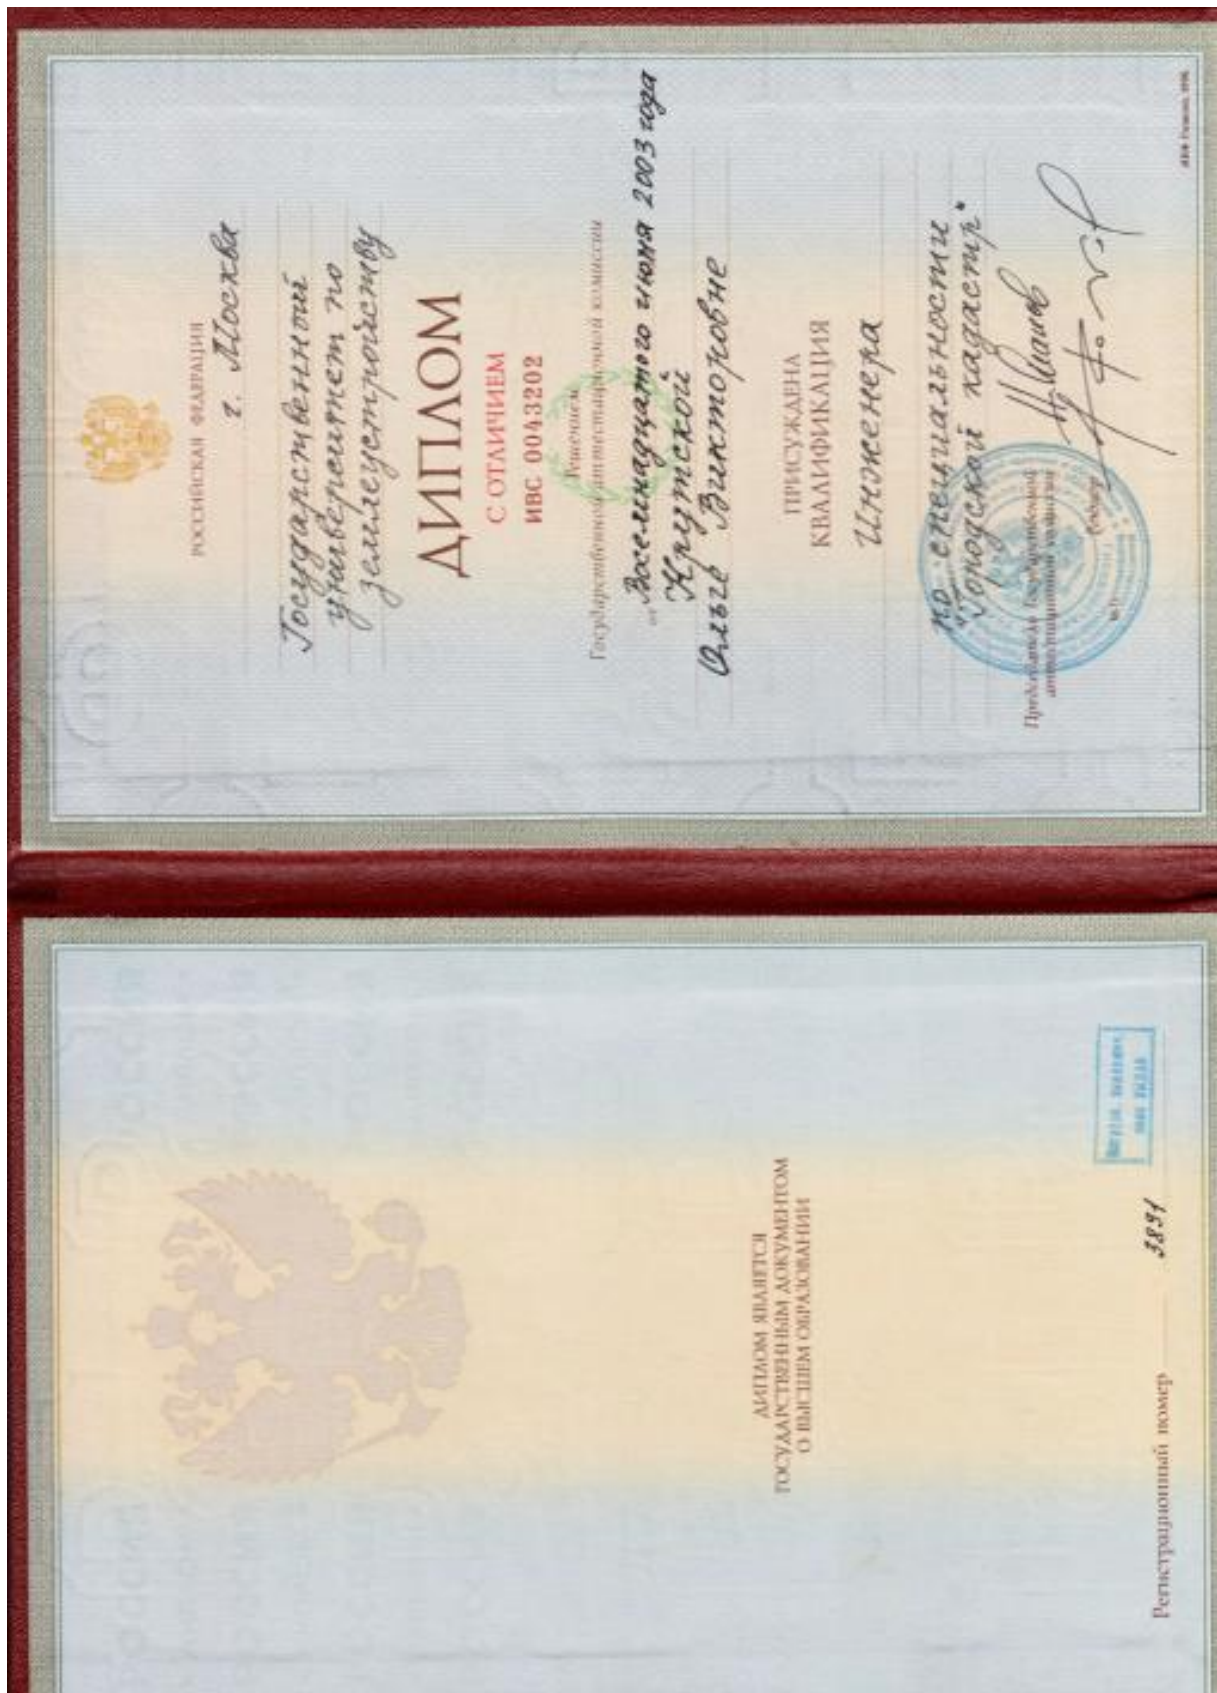 ДИПЛОМ ЯВЛЯЕТСЯ
ГОСУДАРСТВЕННЫМ ДОКУМЕНТОМ
О ВЫСШЕМ ОБРАЗОВАНИИ
Регистрационный номер 3891
РОССИЙСКАЯ ФЕДЕРАЦИЯ
г. Москва
Государственный
университет по
землеустройству
ДИПЛОМ
С ОТЛИЧИЕМ
ИВС 0043202
Решением
Государственной аттестационной комиссии
от Восемнадцатого июня 2003 года
Крутской
Ольге Викторовне
ПРИСУЖДЕНА
КВАЛИФИКАЦИЯ
Инженера
по специальности
"Городской кадастр"
Председатель Государственной
аттестационной комиссии
Ректор